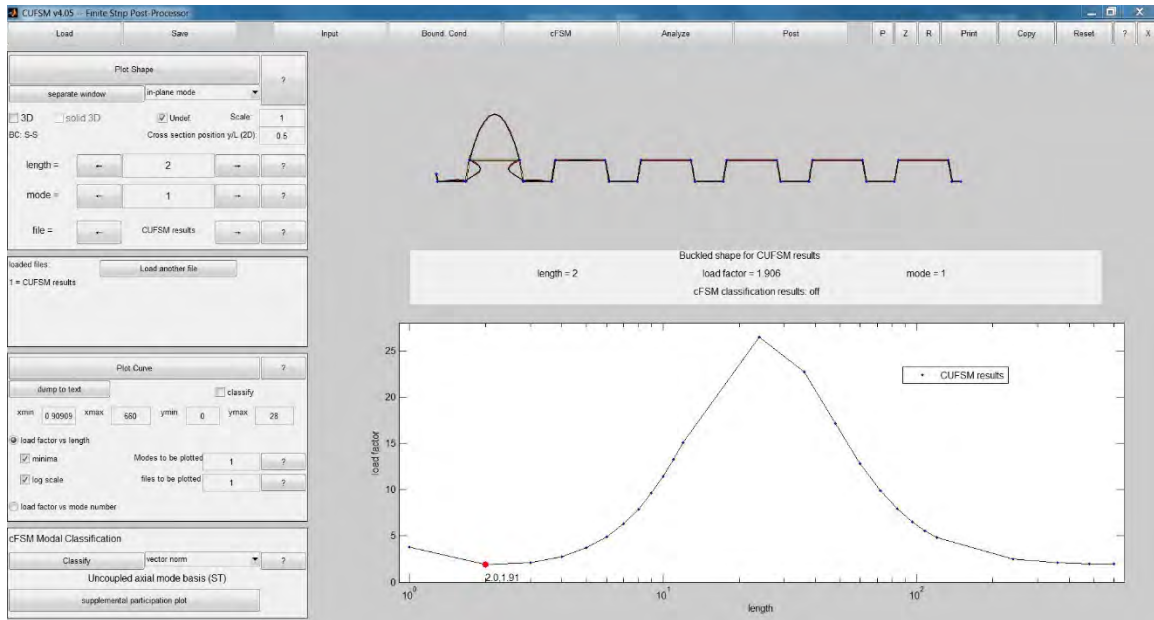 CUFSM v4.05 -- Finite Strip Post-Processor
Load Save Input Bound. Cond. cFSM Analyze Post P Z R Print Copy Reset ? X
Plot Shape ?
separate window in-plane mode
3D solid 3D Undef. Scale: 1
BC: S-S Cross section position y/L (2D) 0.5
length = ← 2 → ?
mode = ← 1 → ?
file = ← CUFSM results → ?
loaded files: Load another file
1 = CUFSM results
Buckled shape for CUFSM results
length = 2 load factor = 1.906 mode = 1
cFSM classification results: off
Plot Curve ?
dump to text classify
xmin 0.90909 xmax 660 ymin 0 ymax 28
load factor vs length
minima Modes to be plotted 1 ?
log scale files to be plotted 1 ?
load factor vs mode number
cFSM Modal Classification
Classify vector norm ?
Uncoupled axial mode basis (ST)
supplemental participation plot
25
20
15
10
5
0
load factor
CUFSM results
2.0,1.91
10^0 10^1 10^2
length